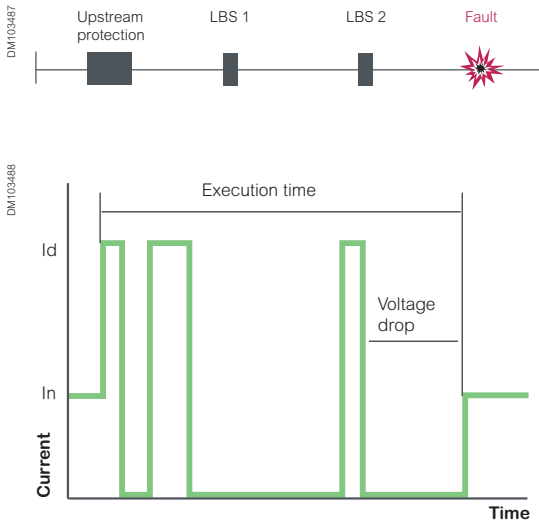 DM103487
Upstream
protection
LBS 1
LBS 2
Fault
DM103488
Execution time
Id
Voltage
drop
In
Current
Time